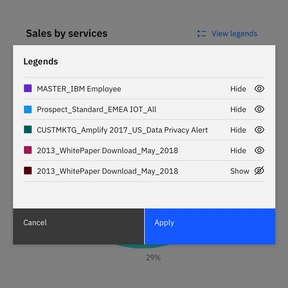 Sales by services
View legends
Legends
MASTER_IBM Employee Hide
Prospect_Standard_EMEA IOT_All Hide
CUSTMKTG_Amplify 2017_US_Data Privacy Alert Hide
2013_WhitePaper Download_May_2018 Hide
2013_WhitePaper Download_May_2018 Show
Cancel Apply
29%